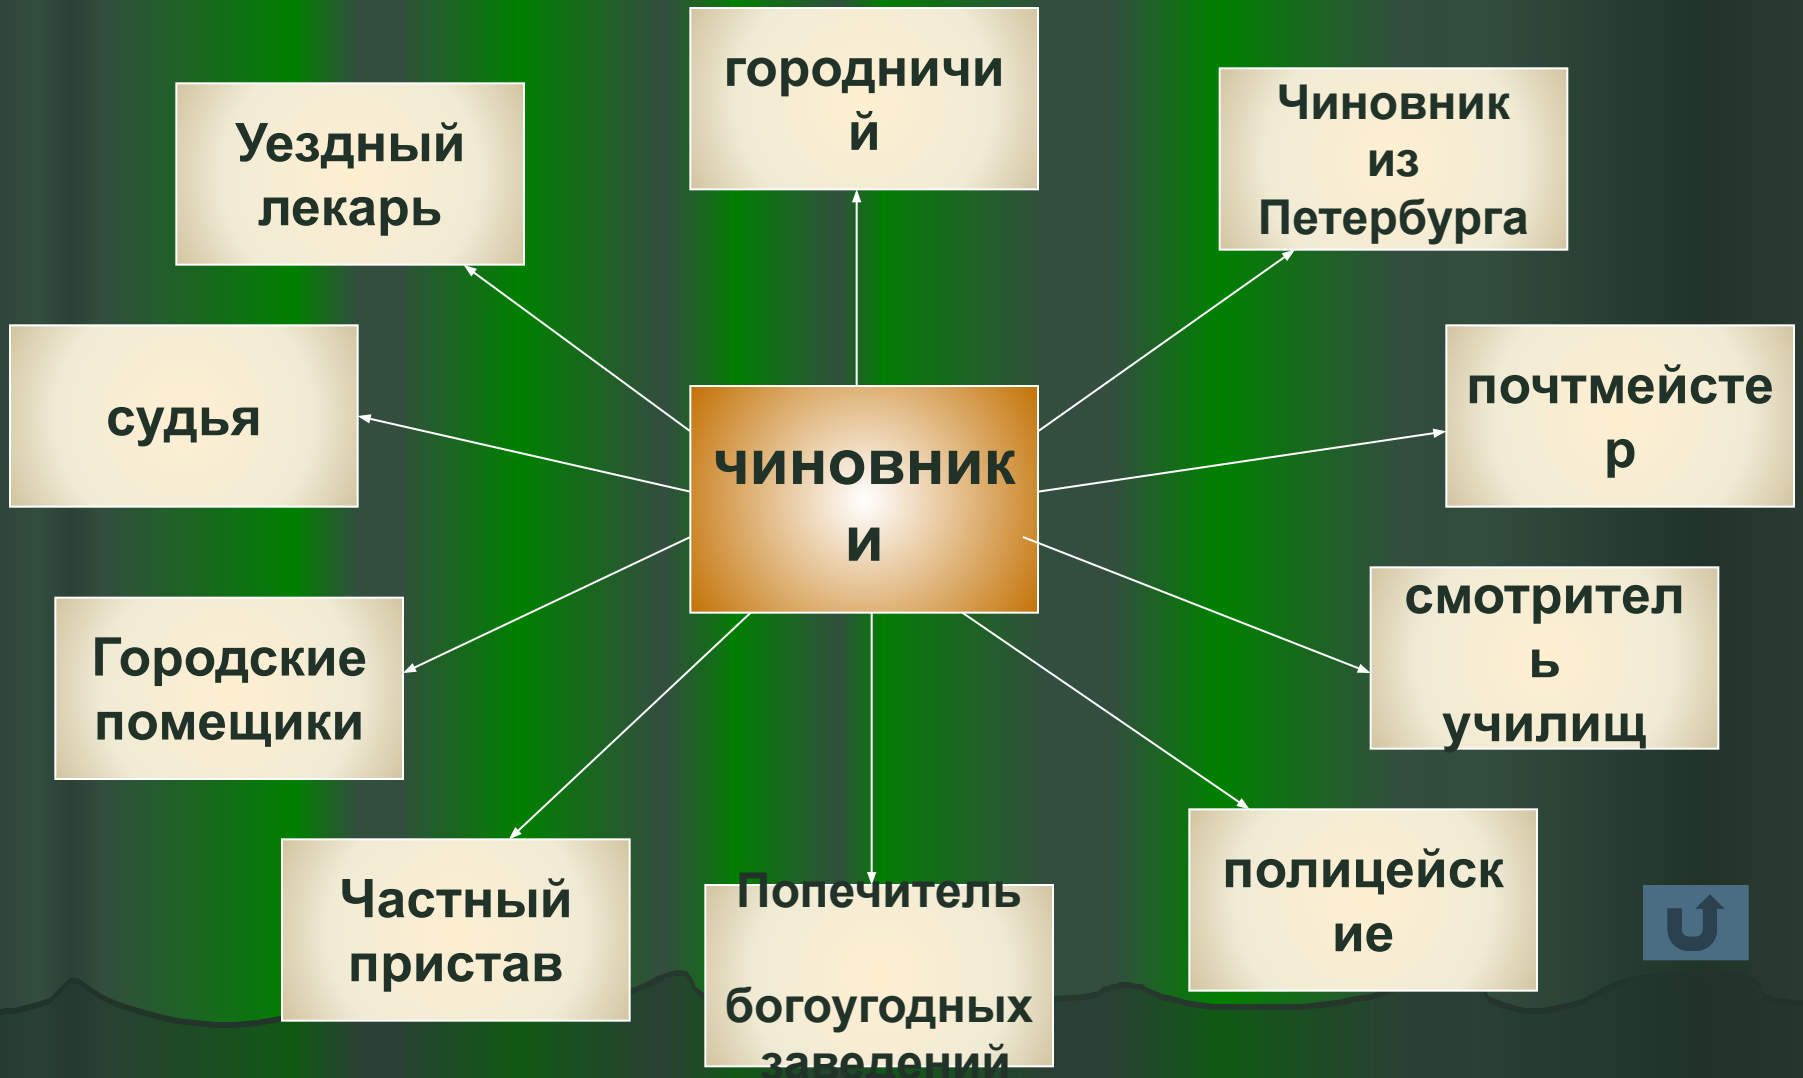 городничи
й
Уездный
лекарь
Чиновник
из
Петербурга
судья
почтмейсте
р
чиновник
и
Городские
помещики
смотрител
ь
училищ
Частный
пристав
Попечитель
богоугодных
заведений
полицейск
ие